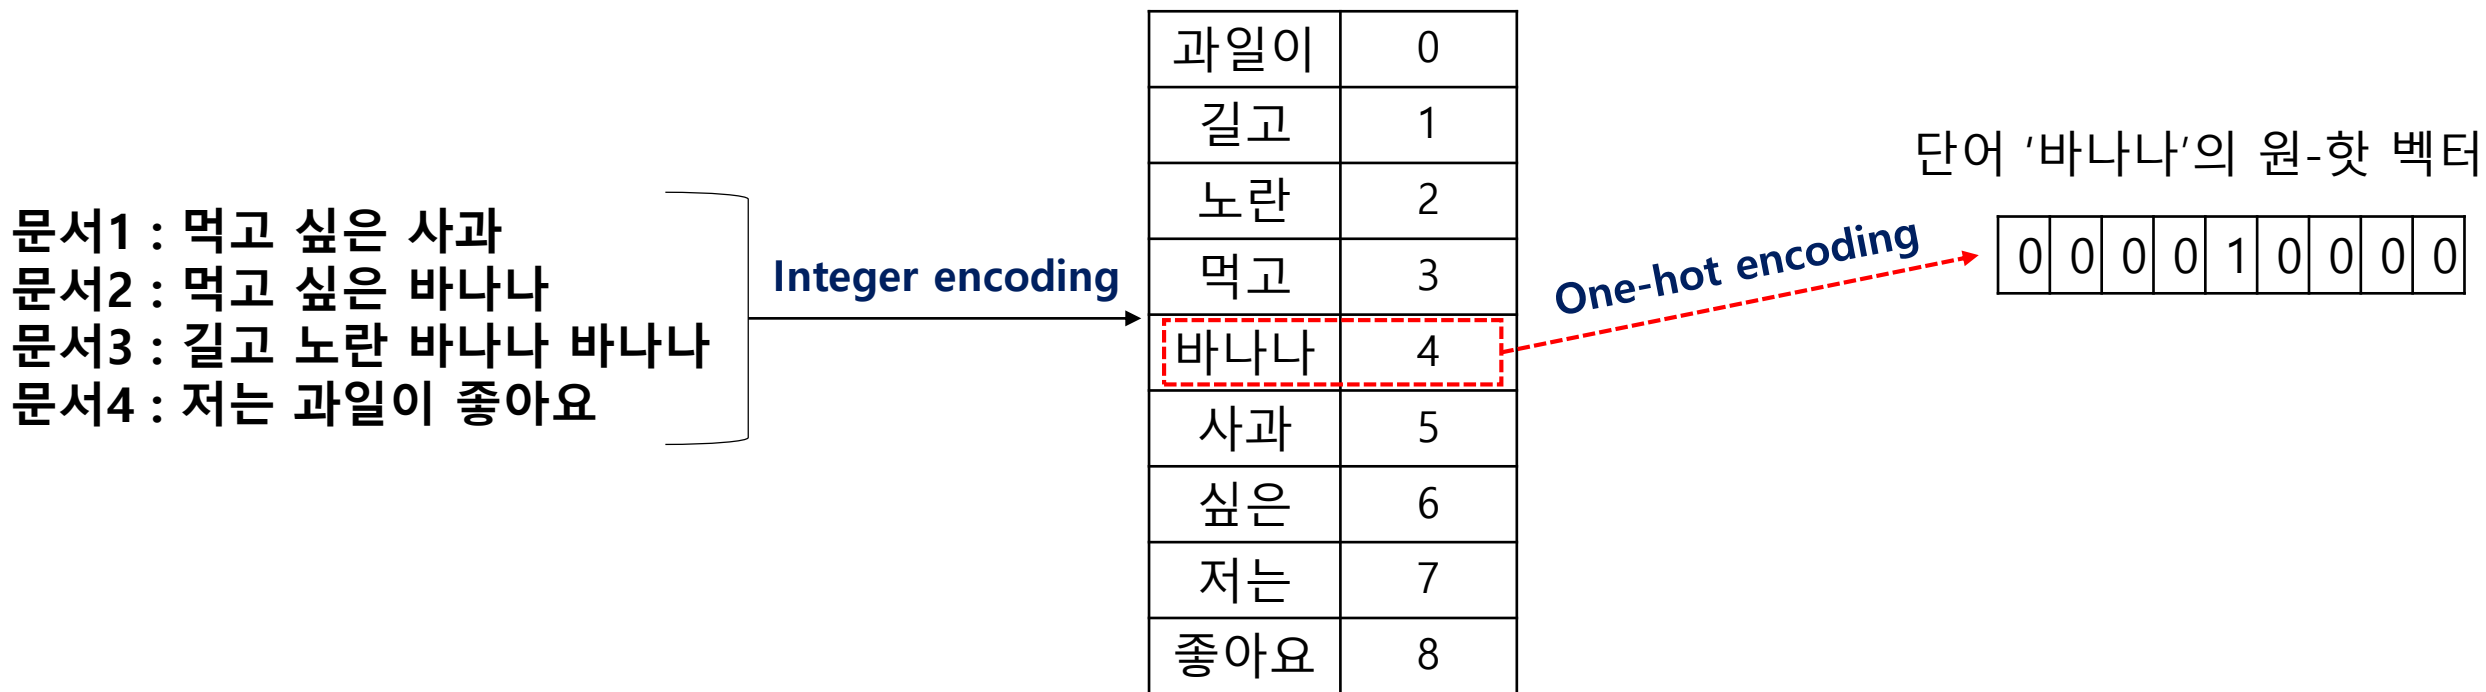 문서1 : 먹고 싶은 사과
문서2 : 먹고 싶은 바나나
문서3 : 길고 노란 바나나 바나나
문서4 : 저는 과일이 좋아요
Integer encoding
과일이 0
길고 1
노란 2
먹고 3
바나나 4
사과 5
싶은 6
저는 7
좋아요 8
One-hot encoding
단어 '바나나'의 원-핫 벡터
0 0 0 0 1 0 0 0 0